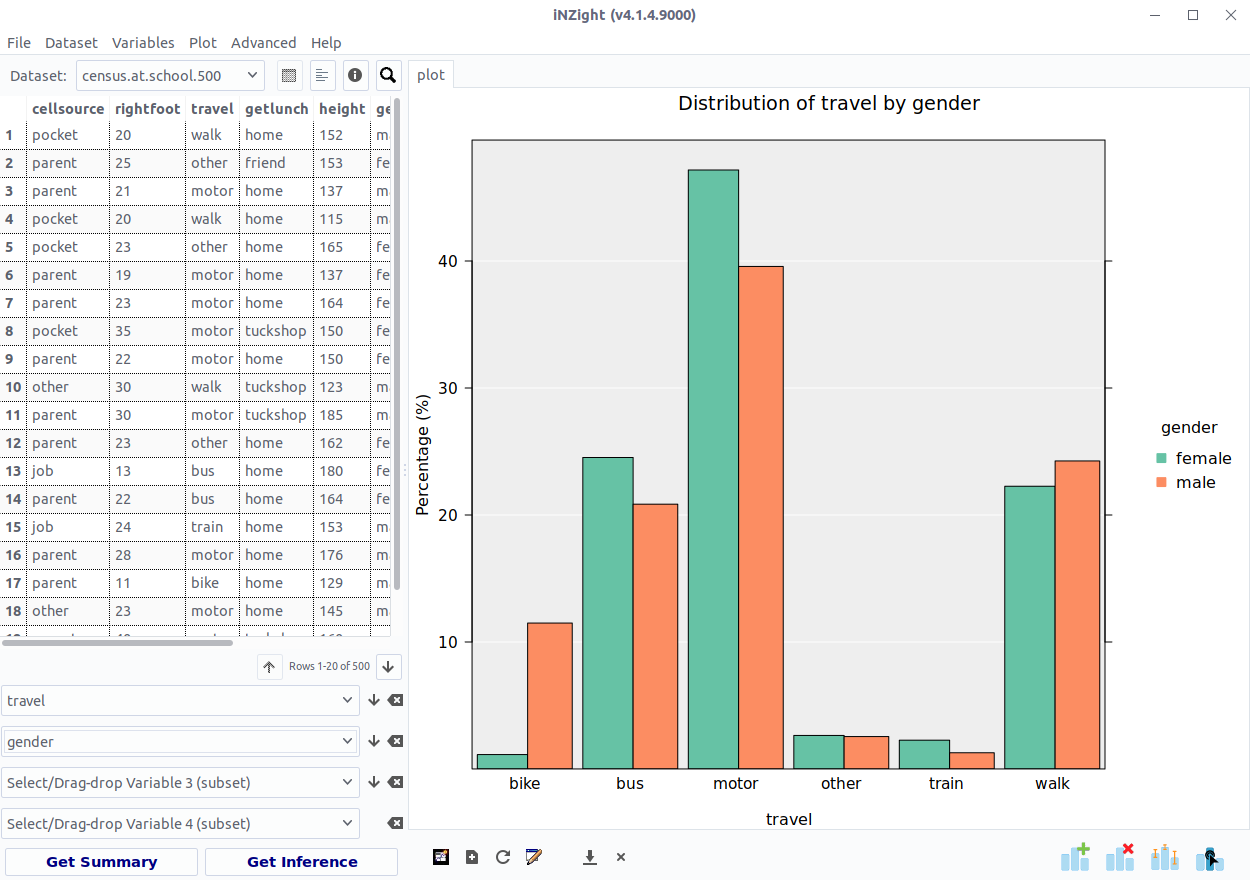 iNZight (v4.1.4.9000)
File Dataset Variables Plot Advanced Help
Dataset: census.at.school.500
cellsource rightfoot travel getlunch height ge
1 pocket 20 walk home 152 m
2 parent 25 other friend 153 fe
3 parent 21 motor home 137 m
4 pocket 20 walk home 115 m
5 pocket 23 other home 165 fe
6 parent 19 motor home 137 m
7 parent 23 motor home 164 fe
8 pocket 35 motor tuckshop 150 fe
9 parent 22 motor home 150 fe
10 other 30 walk tuckshop 123 m
11 parent 30 motor tuckshop 185 m
12 parent 23 other home 162 fe
13 job 13 bus home 180 fe
14 parent 22 bus home 164 fe
15 job 24 train home 153 m
16 parent 28 motor home 176 m
17 parent 11 bike home 129 m
18 other 23 motor home 145 m
Rows 1-20 of 500
travel
gender
Select/Drag-drop Variable 3 (subset)
Select/Drag-drop Variable 4 (subset)
Get Summary Get Inference
plot
Distribution of travel by gender
Percentage (%)
40
30
20
10
bike bus motor other train walk
travel
gender
female
male